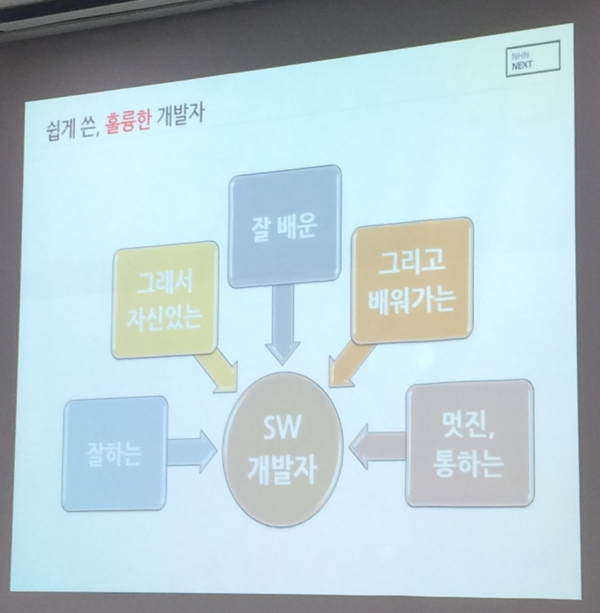 NHN
NEXT
쉽게 쓴, 훌륭한 개발자
잘 배운
그래서
자신있는
그리고
배워가는
잘하는
SW
개발자
멋진,
통하는